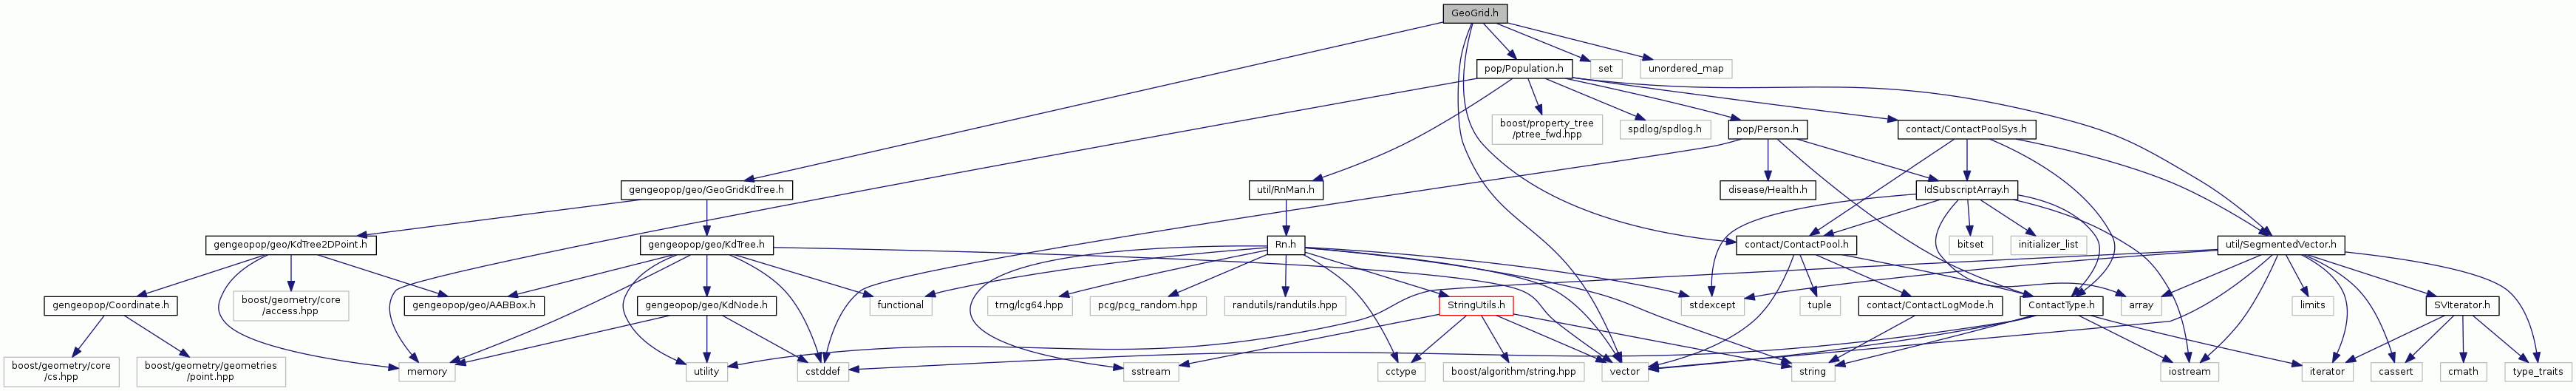 GeoGrid.h
pop/Population.h
set
unordered_map
boost/property_tree
/ptree_fwd.hpp
spdlog/spdlog.h
pop/Person.h
contact/ContactPoolSys.h
gengeopop/geo/GeoGridKdTree.h
util/RnMan.h
disease/Health.h
IdSubscriptArray.h
gengeopop/geo/KdTree2DPoint.h
gengeopop/geo/KdTree.h
Rn.h
contact/ContactPool.h
bitset
initializer_list
util/SegmentedVector.h
gengeopop/Coordinate.h
boost/geometry/core
/access.hpp
gengeopop/geo/AABBox.h
gengeopop/geo/KdNode.h
functional
trng/lcg64.hpp
pcg/pcg_random.hpp
randutils/randutils.hpp
StringUtils.h
stdexcept
tuple
contact/ContactLogMode.h
ContactType.h
array
limits
SVIterator.h
boost/geometry/core
/cs.hpp
boost/geometry/geometries
/point.hpp
memory
utility
cstddef
sstream
cctype
boost/algorithm/string.hpp
vector
string
iostream
iterator
cassert
cmath
type_traits